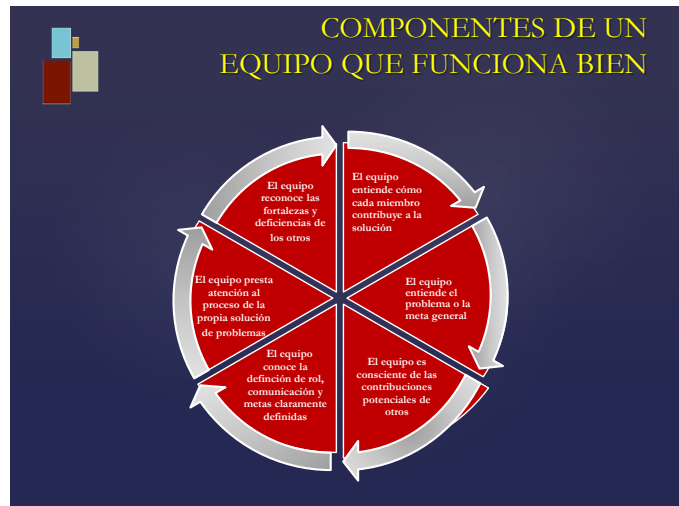 COMPONENTES DE UN
EQUIPO QUE FUNCIONA BIEN
El equipo
entiende cómo
cada miembro
contribuye a la
solución
El equipo
entiende el
problema o la
meta general
El equipo es
consciente de las
contribuciones
potenciales de
otros
El equipo
conoce la
definción de rol,
comunicación y
metas claramente
definidas
El equipo presta
atención al
proceso de la
propia solución
de problemas
El equipo
reconoce las
fortalezas y
deficiencias de
los otros